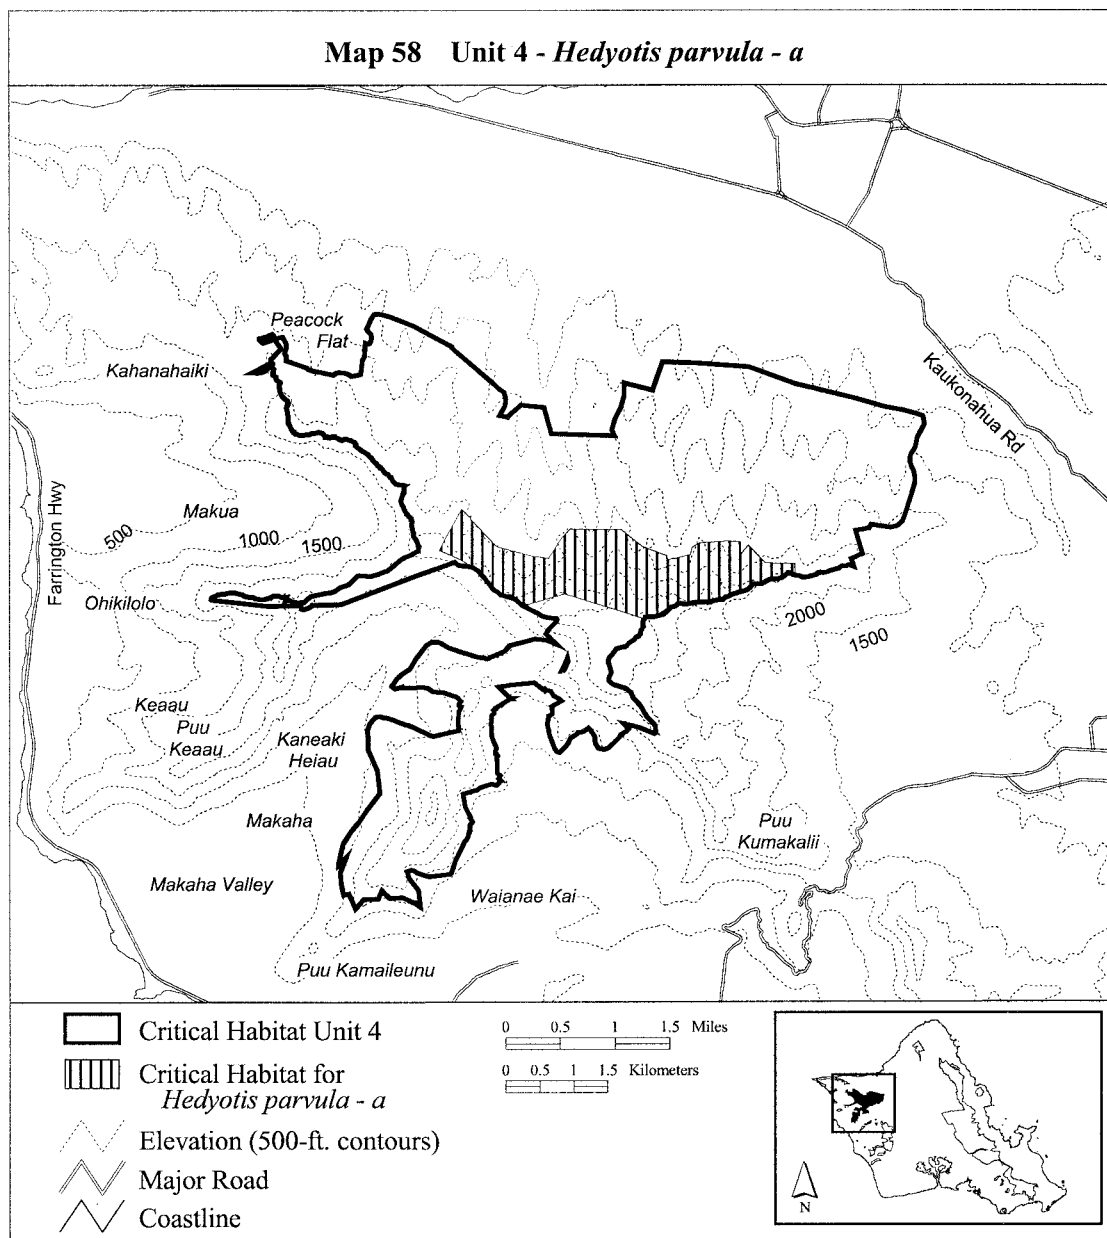 Map 58 Unit 4 - Hedyotis parvula - a
Peacock
Flat
Kahanahaiki
Kaukonahua Rd
Farrington Hwy
Makua
500
1000
1500
Ohikilolo
2000
1500
Keaau
Puu
Keaau
Kaneaki
Heiau
Makaha
Puu
Kumakalii
Makaha Valley
Waianae Kai
Puu Kamaileunu
Critical Habitat Unit 4
Critical Habitat for
Hedyotis parvula - a
Elevation (500-ft. contours)
Major Road
Coastline
0 0.5 1 1.5 Miles
0 0.5 1 1.5 Kilometers
N